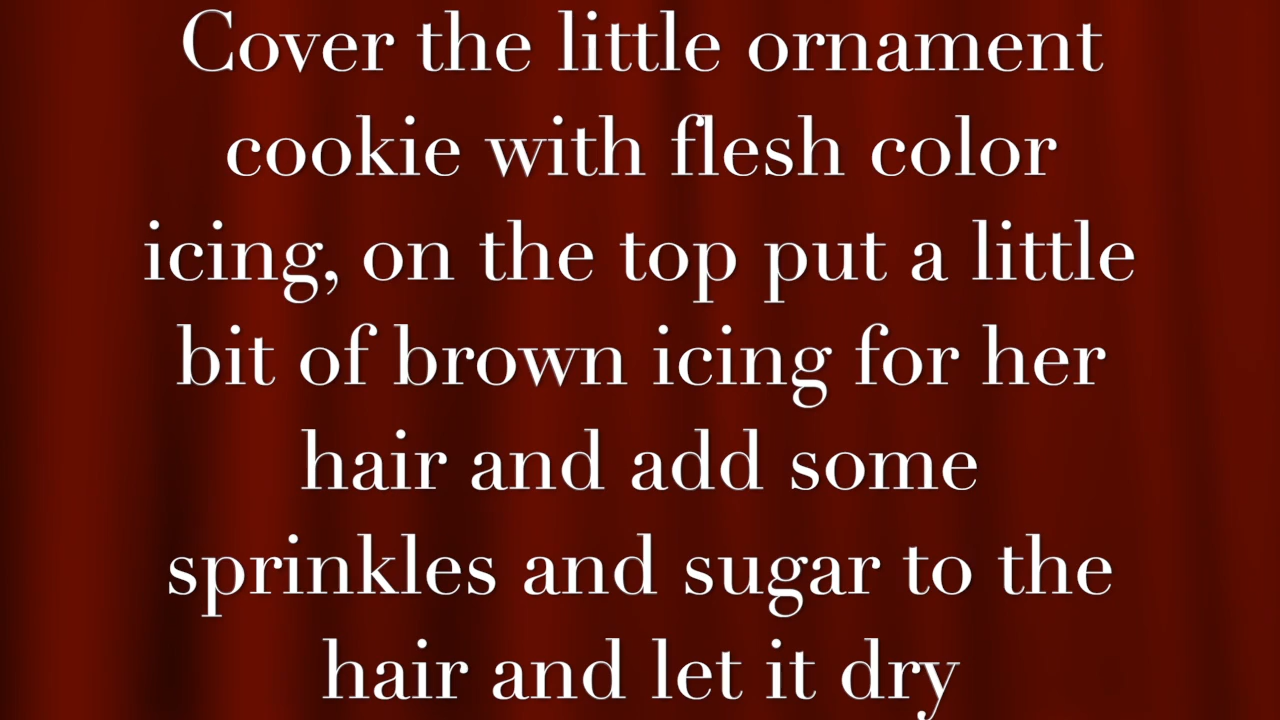 Cover the little ornament
cookie with flesh color
icing, on the top put a little
bit of brown icing for her
hair and add some
sprinkles and sugar to the
hair and let it dry